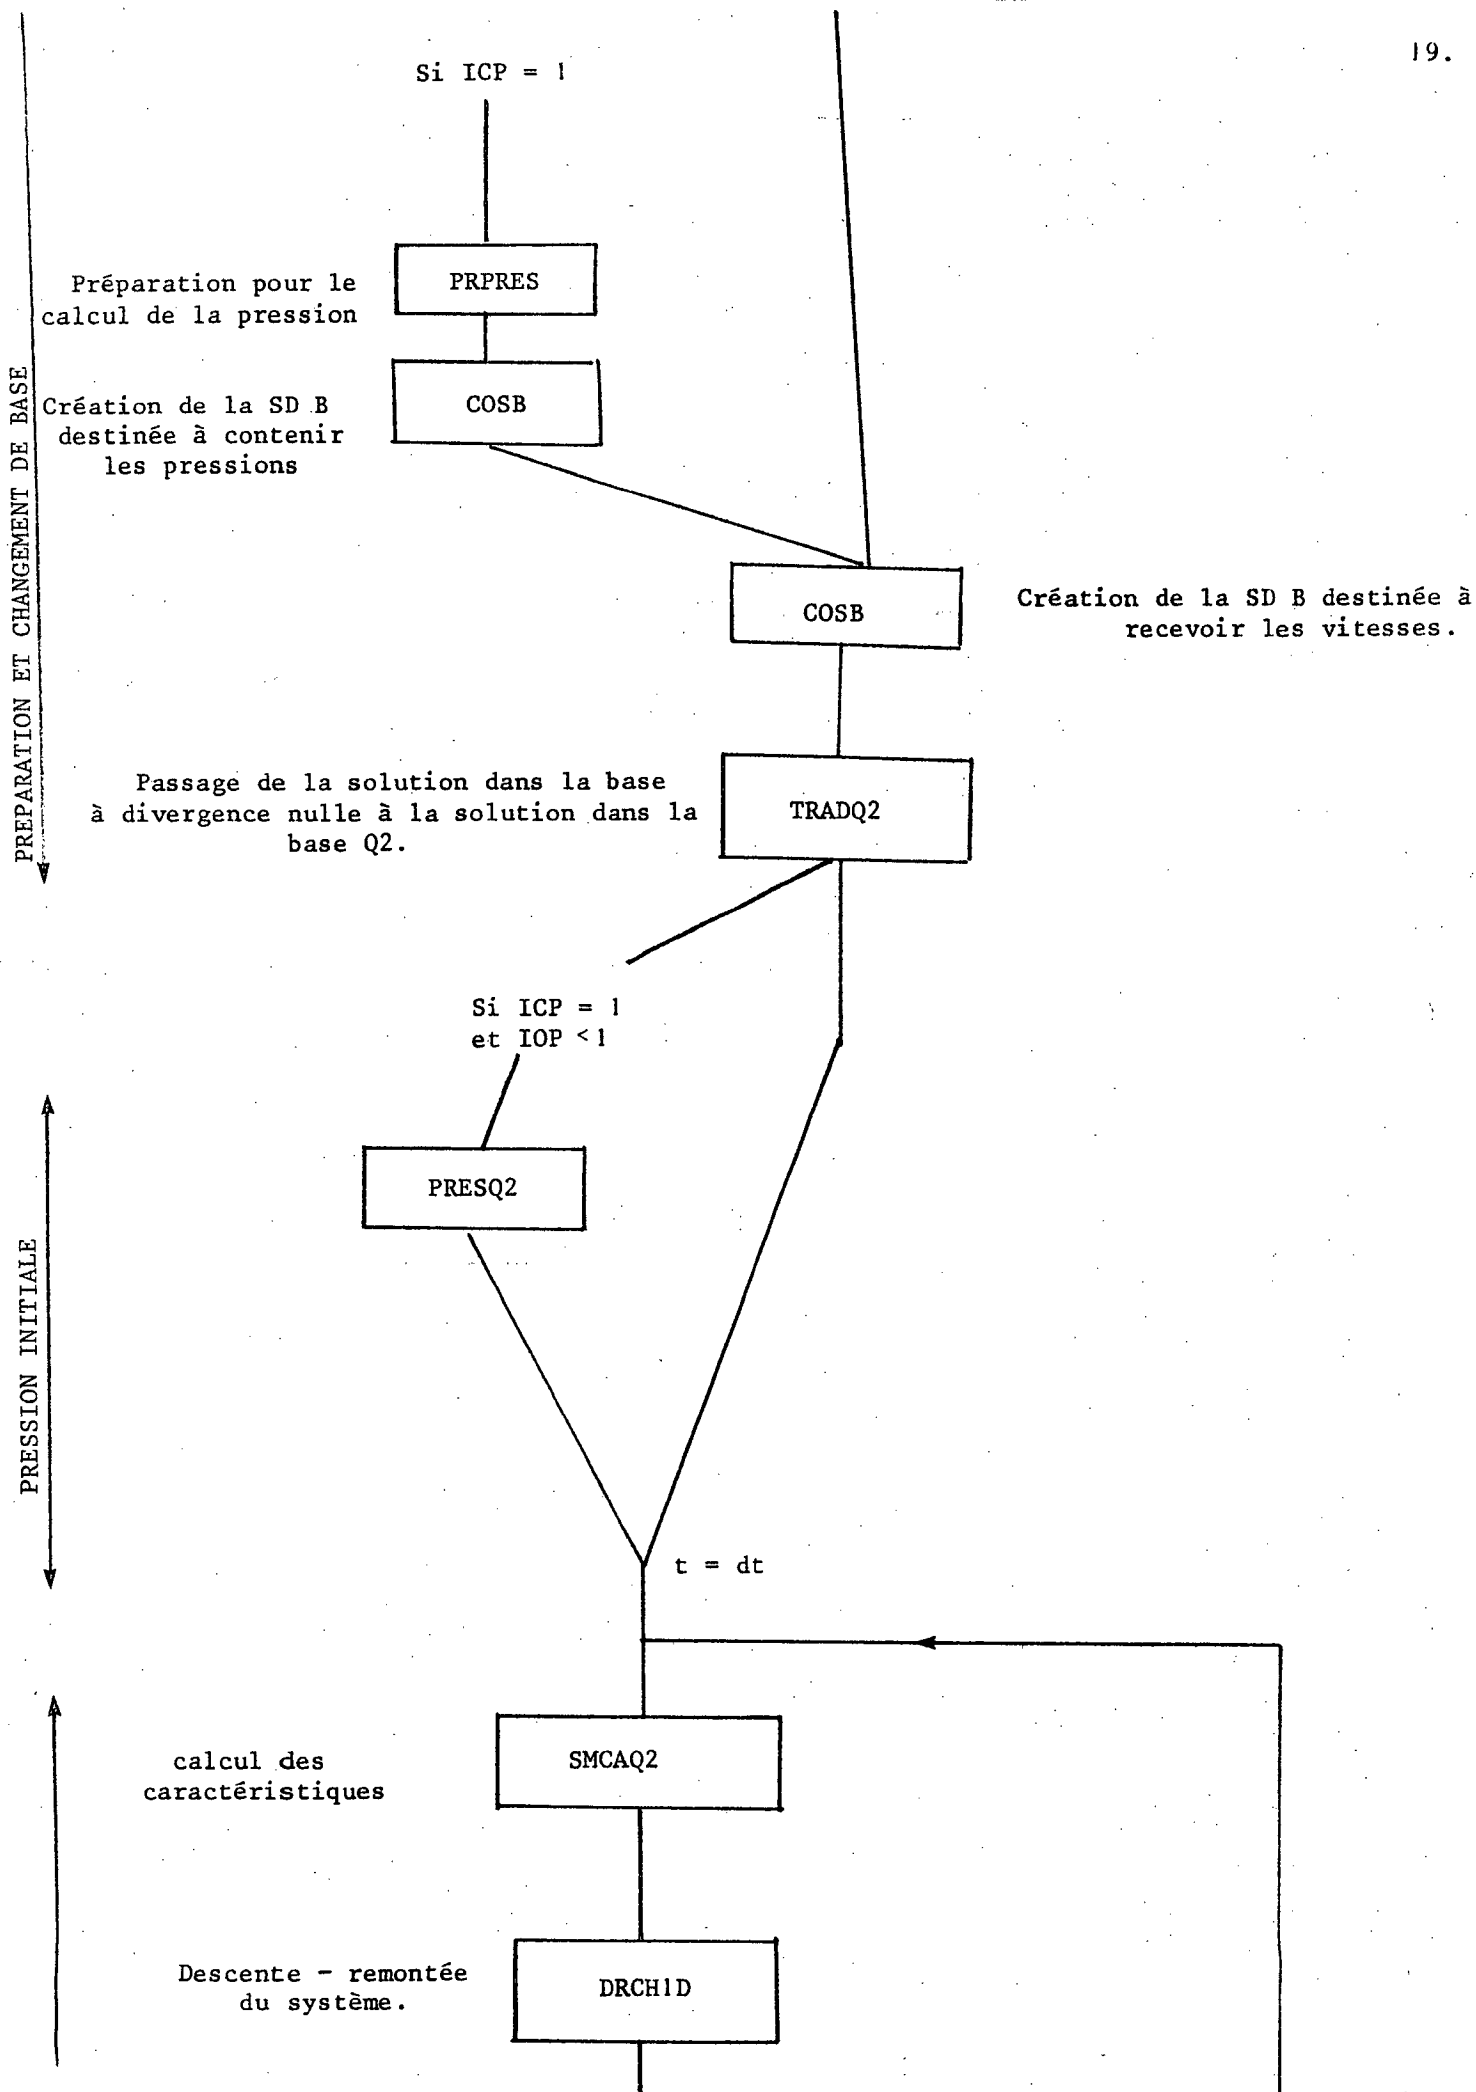 19.
Si ICP = 1
PRPRES
Préparation pour le
calcul de la pression
COSB
Création de la SD B
destinée à contenir
les pressions
PREPARATION ET CHANGEMENT DE BASE
COSB
Création de la SD B destinée à
recevoir les vitesses.
TRADQ2
Passage de la solution dans la base
à divergence nulle à la solution dans la
base Q2.
Si ICP = 1
et IOP < 1
PRESQ2
PRESSION INITIALE
t = dt
SMCAQ2
calcul des
caractéristiques
DRCH1D
Descente - remontée
du système.